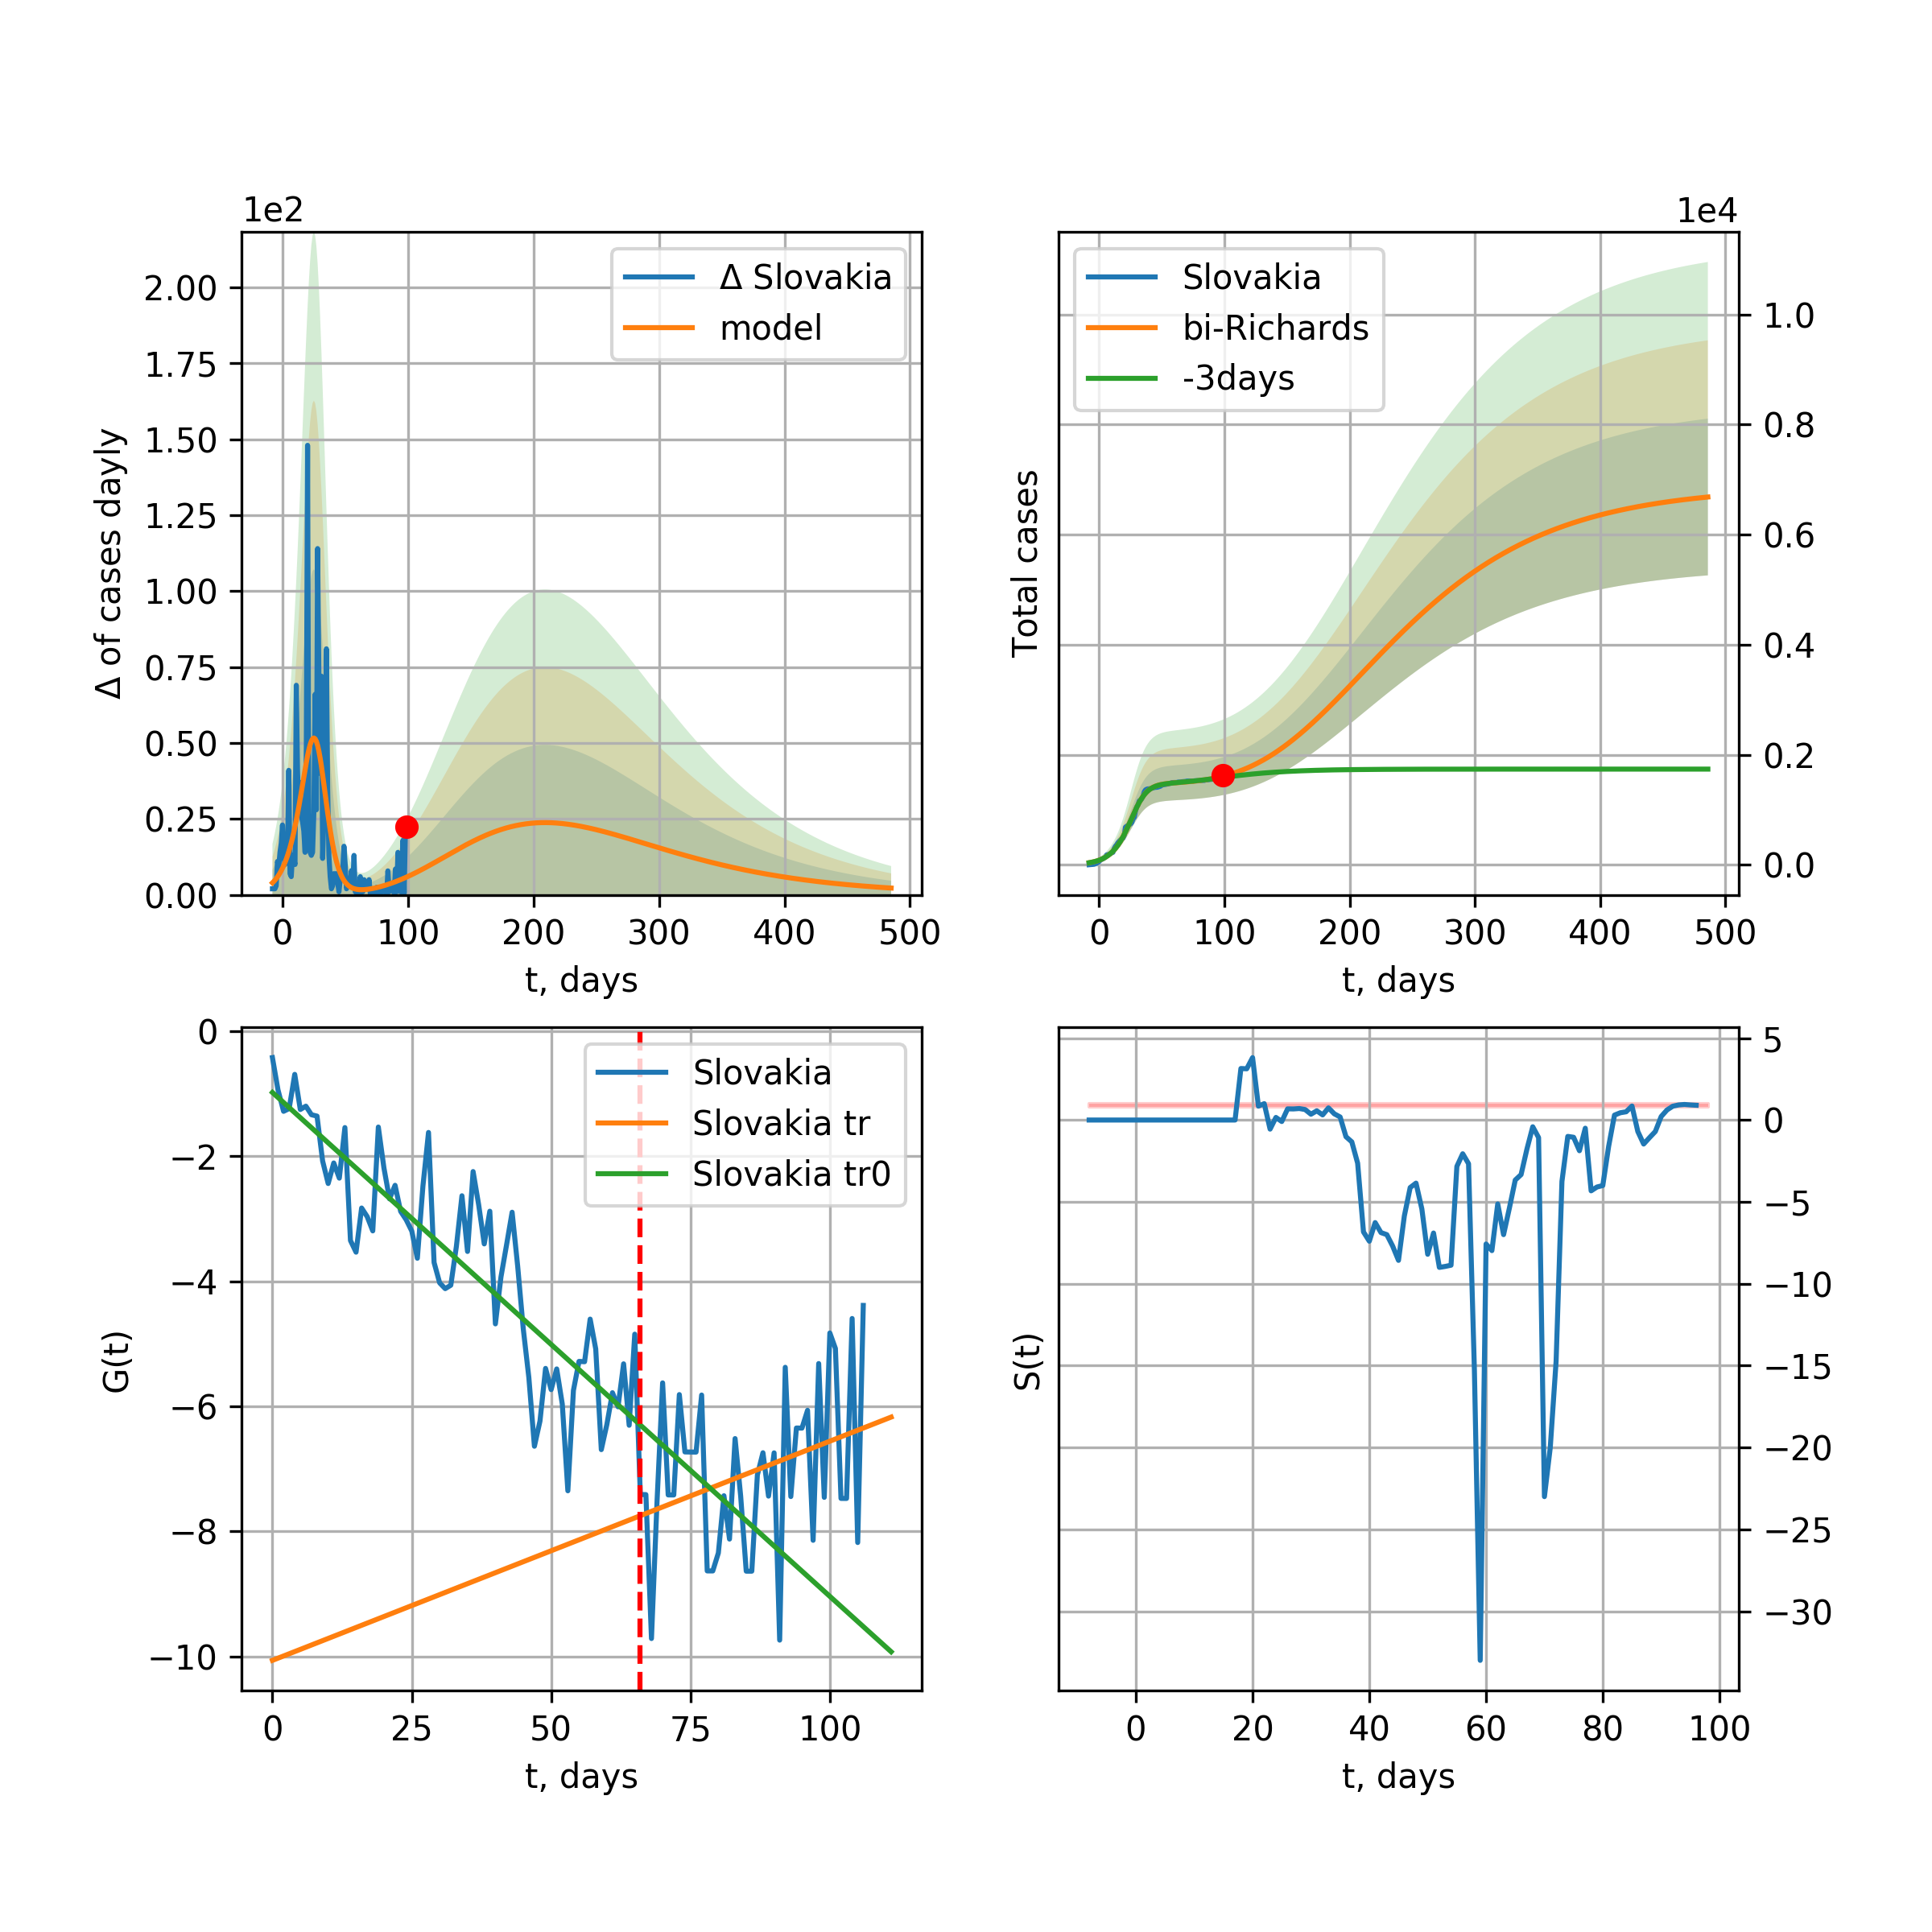 1e2
Δ of cases dayly
2.00
1.75
1.50
1.25
1.00
0.75
0.50
0.25
0.00
Δ Slovakia
model
0 100 200 300 400 500
t, days
1e4
Total cases
Slovakia
bi-Richards
-3days
1.0
0.8
0.6
0.4
0.2
0.0
0 100 200 300 400 500
t, days
G(t)
0
−2
−4
−6
−8
−10
Slovakia
Slovakia tr
Slovakia tr0
0 25 50 75 100
t, days
S(t)
5
0
−5
−10
−15
−20
−25
−30
0 20 40 60 80 100
t, days